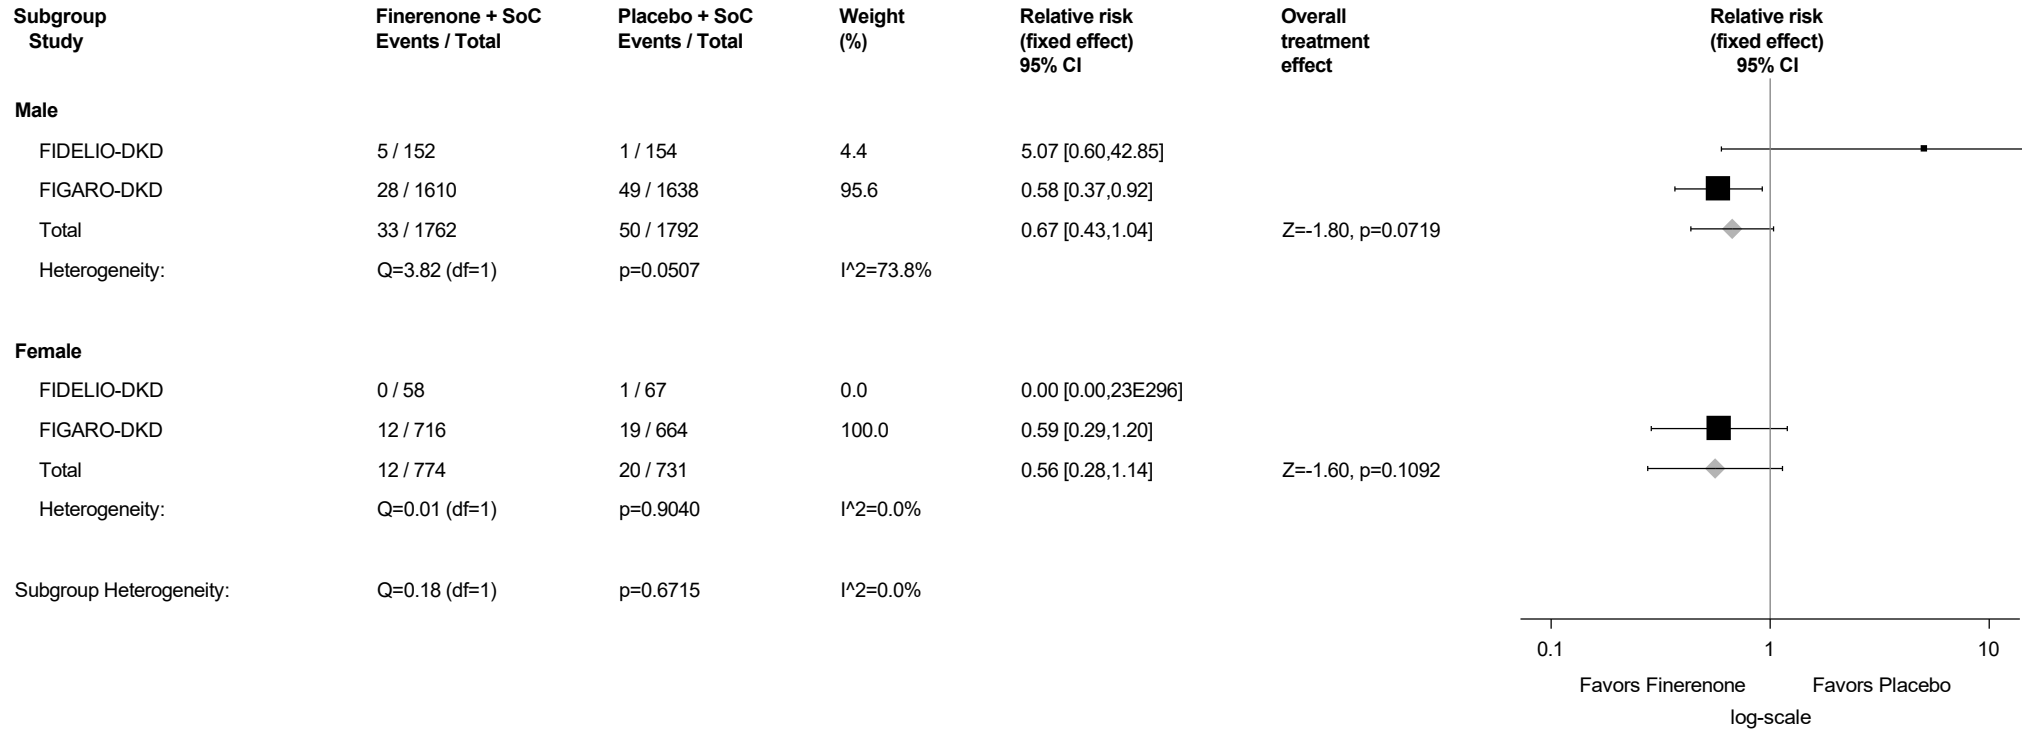 Subgroup Finerenone + SoC Placebo + SoC Weight Relative risk Overall Relative risk
Study Events / Total Events / Total (%) (fixed effect) treatment (fixed effect)
95% CI effect 95% CI
Male
FIDELIO-DKD 5 / 152 1 / 154 4.4 5.07 [0.60,42.85]
FIGARO-DKD 28 / 1610 49 / 1638 95.6 0.58 [0.37,0.92]
Total 33 / 1762 50 / 1792 0.67 [0.43,1.04] Z=-1.80, p=0.0719
Heterogeneity: Q=3.82 (df=1) p=0.0507 I^2=73.8%
Female
FIDELIO-DKD 0 / 58 1 / 67 0.0 0.00 [0.00,23E296]
FIGARO-DKD 12 / 716 19 / 664 100.0 0.59 [0.29,1.20]
Total 12 / 774 20 / 731 0.56 [0.28,1.14] Z=-1.60, p=0.1092
Heterogeneity: Q=0.01 (df=1) p=0.9040 I^2=0.0%
Subgroup Heterogeneity: Q=0.18 (df=1) p=0.6715 I^2=0.0%
0.1 1 10
Favors Finerenone Favors Placebo
log-scale